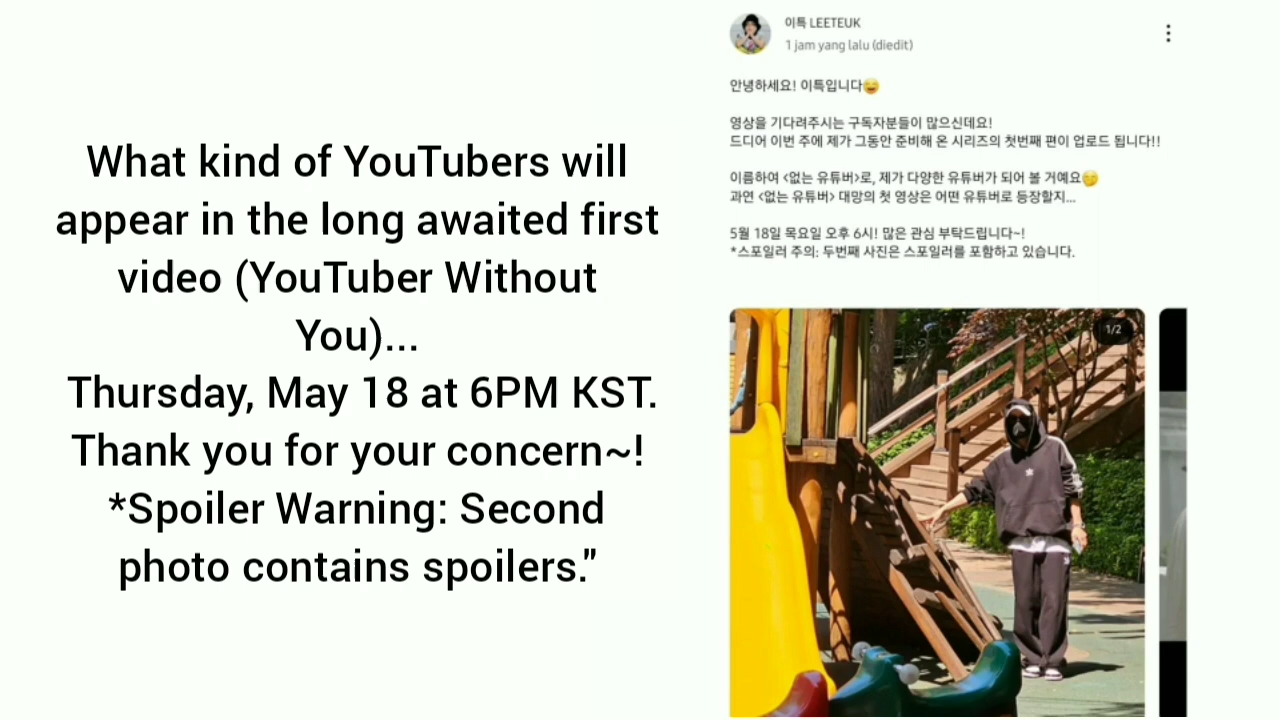 What kind of YouTubers will
appear in the long awaited first
video (YouTuber Without
You)...
Thursday, May 18 at 6PM KST.
Thank you for your concern~!
*Spoiler Warning: Second
photo contains spoilers."
이특 LEETEUK
1 jam yang lalu (diedit)
안녕하세요! 이특입니다😄
영상을 기다려주시는 구독자분들이 많으신데요!
드디어 이번 주에 제가 그동안 준비해 온 시리즈의 첫번째 편이 업로드 됩니다!!
이름하여 <없는 유튜버>로, 제가 다양한 유튜버가 되어 볼 거예요🤭
과연 <없는 유튜버> 대망의 첫 영상은 어떤 유튜버로 등장할지...
5월 18일 목요일 오후 6시! 많은 관심 부탁드립니다~!
*스포일러 주의: 두번째 사진은 스포일러를 포함하고 있습니다.
1/2